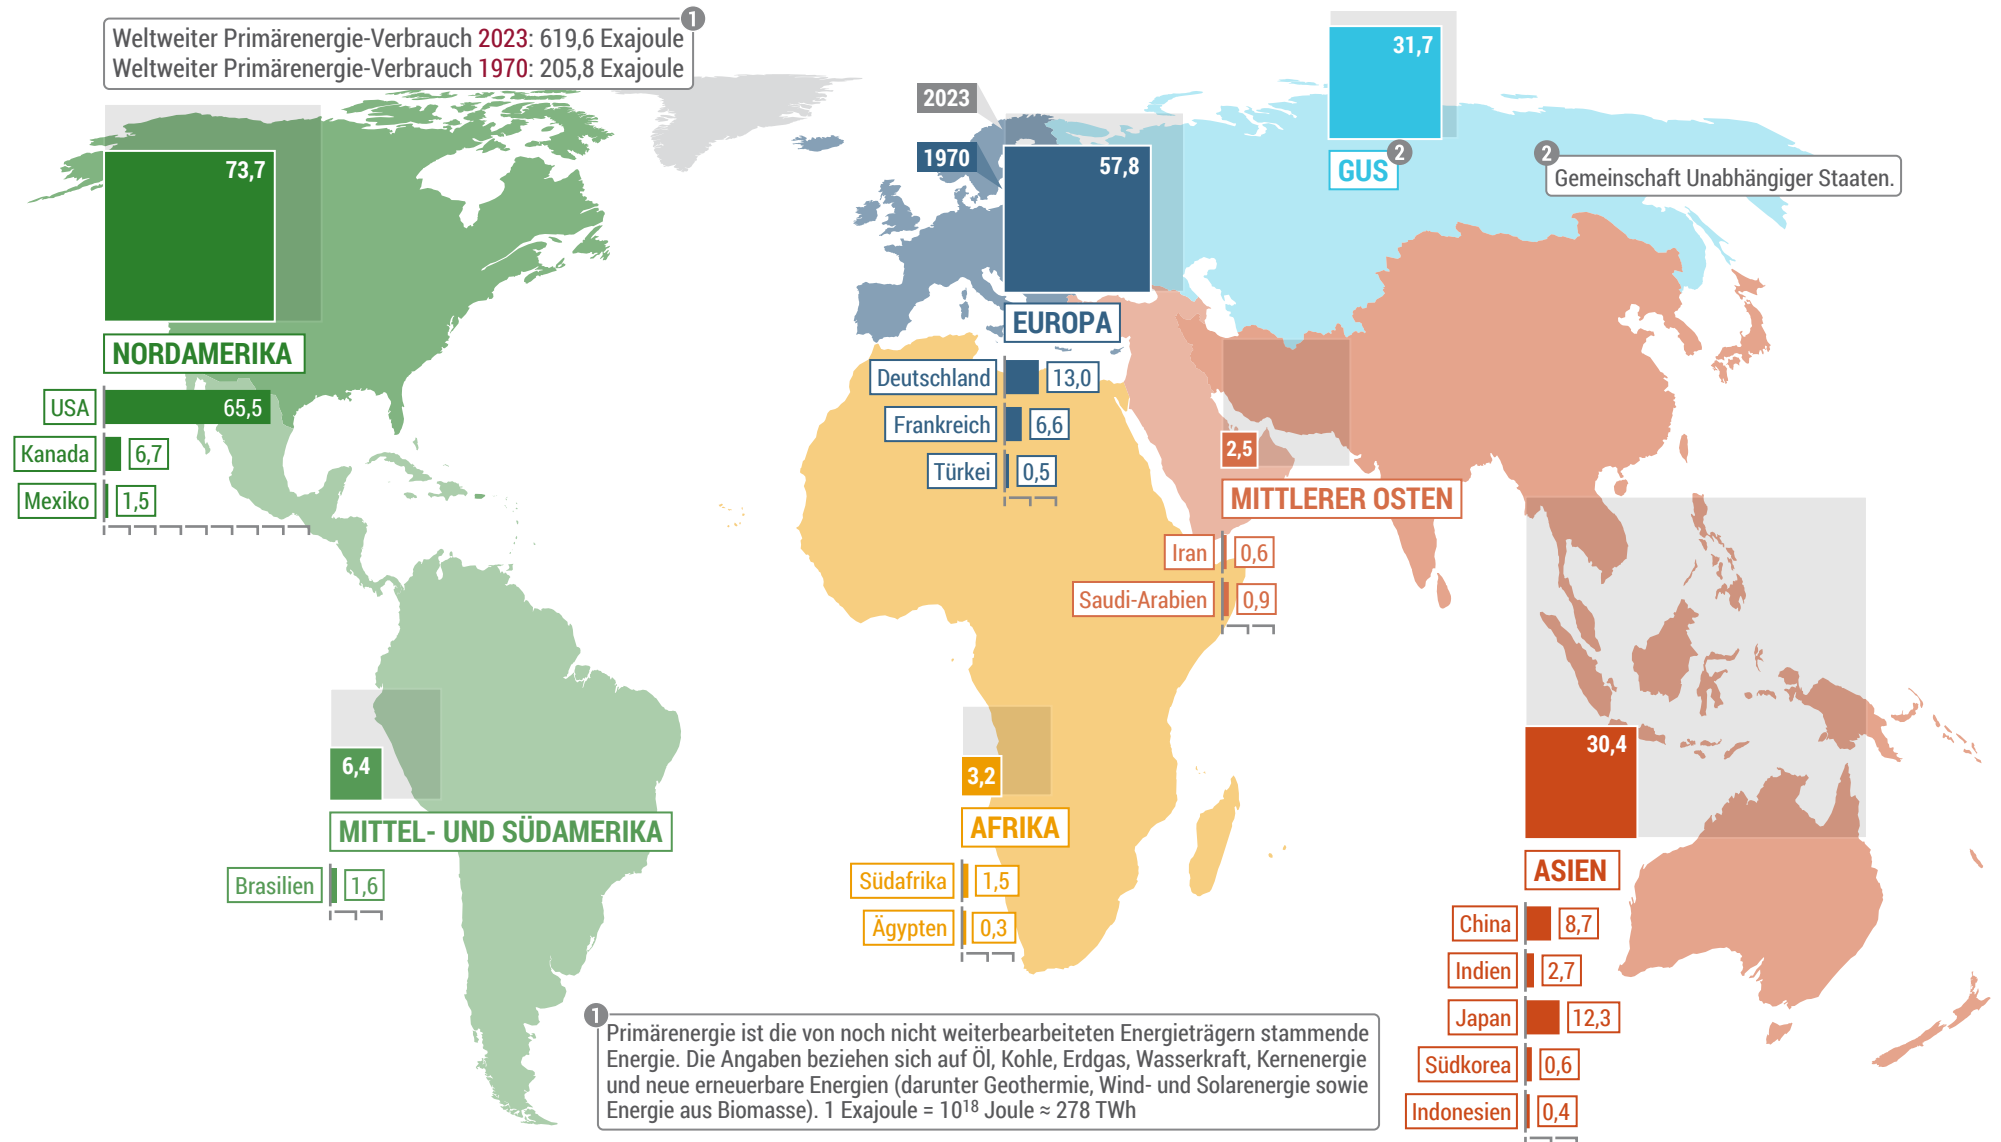 Weltweiter Primärenergie-Verbrauch 2023: 619,6 Exajoule
1
Weltweiter Primärenergie-Verbrauch 1970: 205,8 Exajoule
73,7
NORDAMERIKA
USA 65,5
Kanada 6,7
Mexiko 1,5
2023
1970
57,8
EUROPA
Deutschland 13,0
Frankreich 6,6
Türkei 0,5
31,7
GUS 2
2
Gemeinschaft Unabhängiger Staaten.
2,5
MITTLERER OSTEN
Iran 0,6
Saudi-Arabien 0,9
6,4
MITTEL- UND SÜDAMERIKA
Brasilien 1,6
3,2
AFRIKA
Südafrika 1,5
Ägypten 0,3
30,4
ASIEN
China 8,7
Indien 2,7
Japan 12,3
Südkorea 0,6
Indonesien 0,4
1
Primärenergie ist die von noch nicht weiterbearbeiteten Energieträgern stammende
Energie. Die Angaben beziehen sich auf Öl, Kohle, Erdgas, Wasserkraft, Kernenergie
und neue erneuerbare Energien (darunter Geothermie, Wind- und Solarenergie sowie
Energie aus Biomasse). 1 Exajoule = 10¹⁸ Joule ≈ 278 TWh